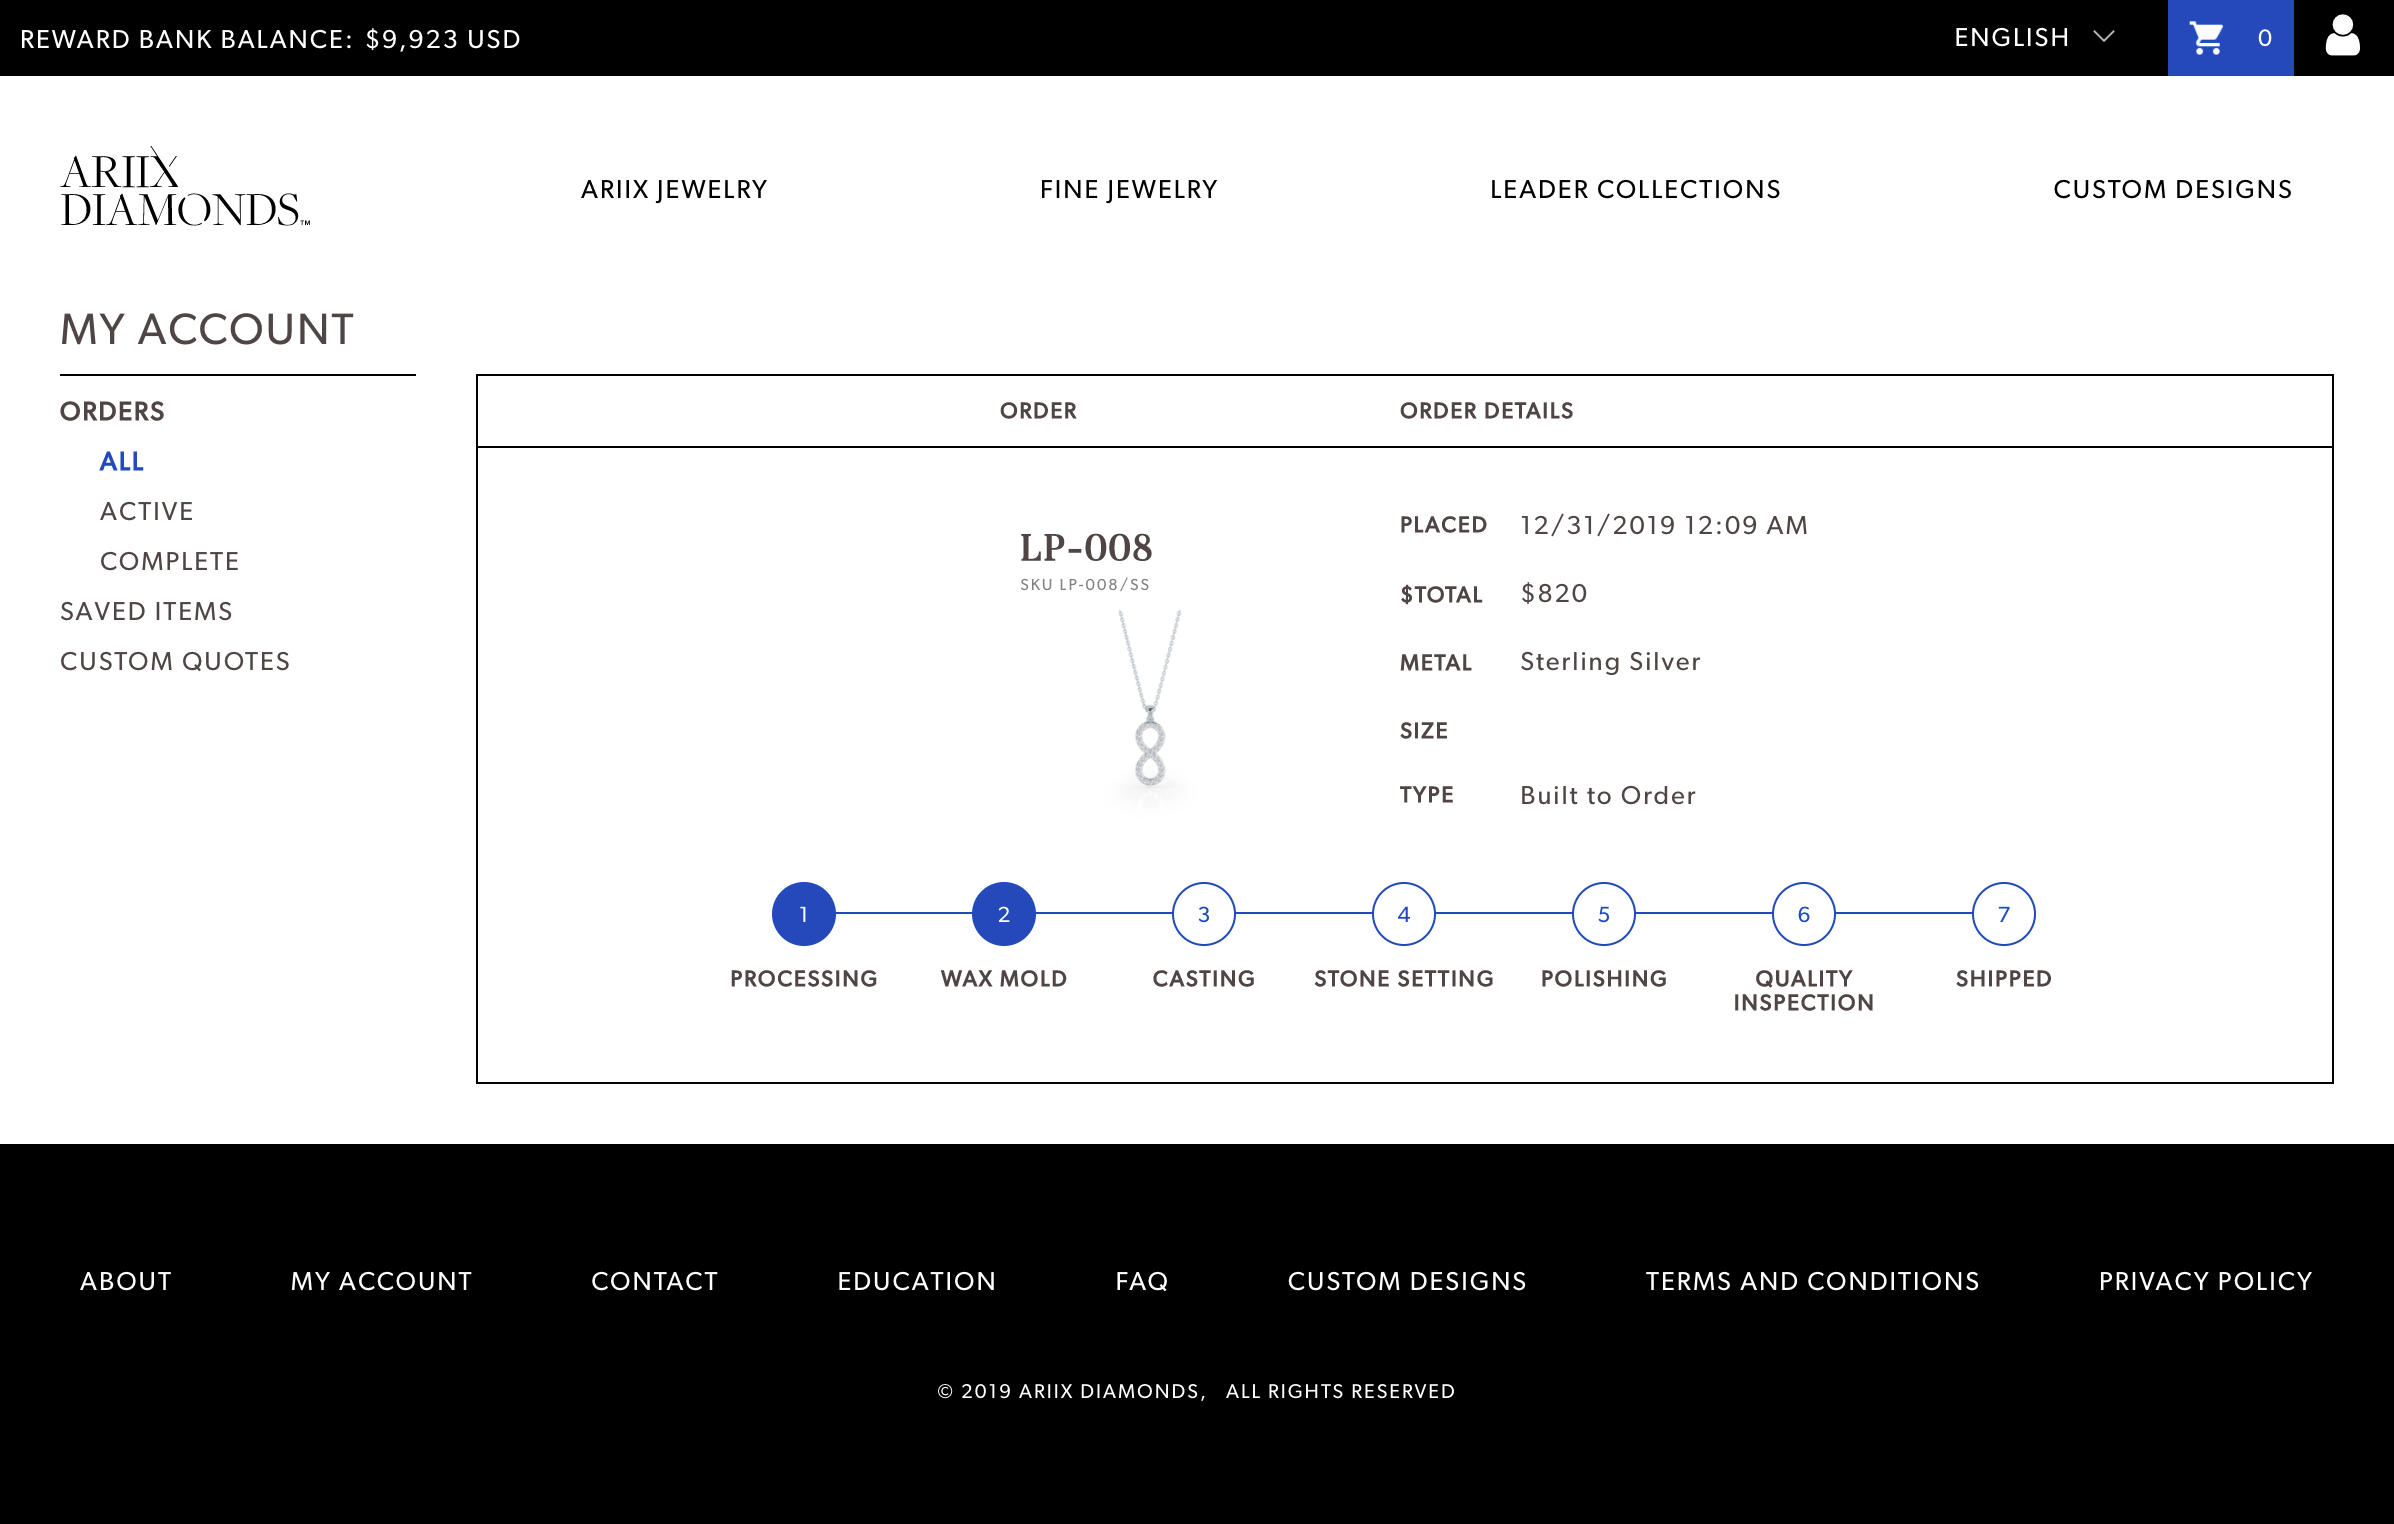 REWARD BANK BALANCE: $9,923 USD
ENGLISH
0
ARIIX
DIAMONDS™
ARIIX JEWELRY
FINE JEWELRY
LEADER COLLECTIONS
CUSTOM DESIGNS
MY ACCOUNT
ORDERS
ALL
ACTIVE
COMPLETE
SAVED ITEMS
CUSTOM QUOTES
ORDER
ORDER DETAILS
LP-008
SKU LP-008/SS
PLACED 12/31/2019 12:09 AM
$TOTAL $820
METAL Sterling Silver
SIZE
TYPE Built to Order
1 2 3 4 5 6 7
PROCESSING
WAX MOLD
CASTING
STONE SETTING
POLISHING
QUALITY
INSPECTION
SHIPPED
ABOUT
MY ACCOUNT
CONTACT
EDUCATION
FAQ
CUSTOM DESIGNS
TERMS AND CONDITIONS
PRIVACY POLICY
© 2019 ARIIX DIAMONDS, ALL RIGHTS RESERVED